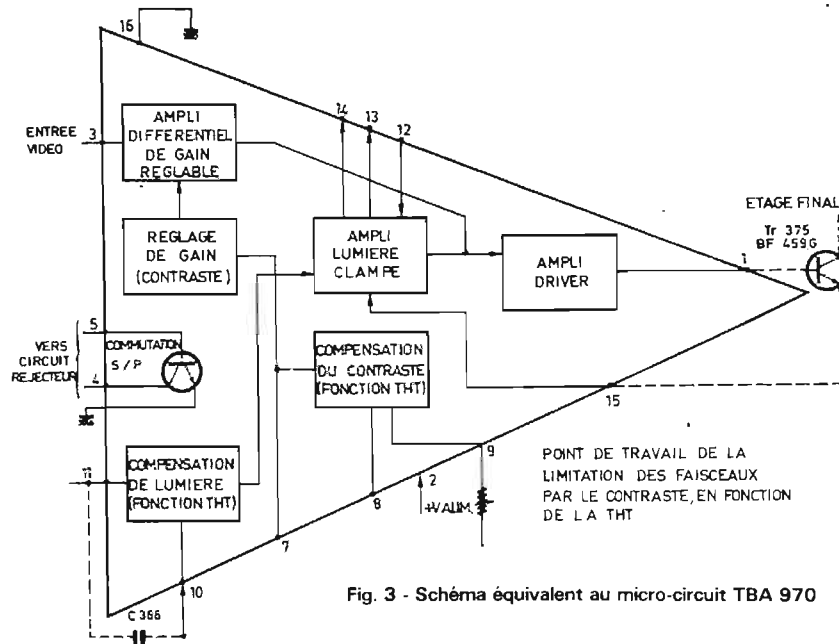 16
ENTREE
VIDEO
3
AMPLI
DIFFERENTIEL
DE GAIN
REGLABLE
14
13
12
ETAGE FINAL
Tr 375
BF 459G
REGLAGE
DE GAIN
(CONTRASTE)
AMPLI
LUMIERE
CLAMPE
AMPLI
DRIVER
1
VERS
CIRCUIT
REJECTEUR
5
4
COMMUTATION
S/P
COMPENSATION
DU CONTRASTE
(FONCTION THT)
15
11
COMPENSATION
DE LUMIERE
(FONCTION THT)
9
2
+V ALIM.
8
7
10
C 366
POINT DE TRAVAIL DE LA
LIMITATION DES FAISCEAUX
PAR LE CONTRASTE, EN FONCTION
DE LA THT
Fig. 3 - Schéma équivalent au micro-circuit TBA 970